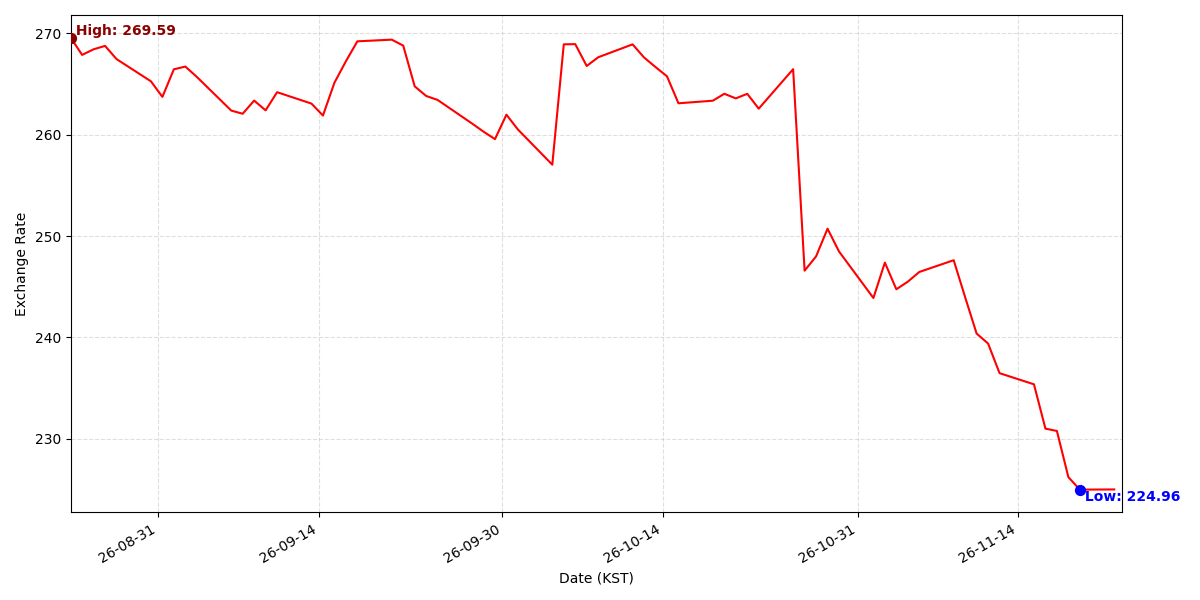 High: 269.59
270
260
250
240
230
Exchange Rate
Low: 224.96
26-08-31
26-09-14
26-09-30
26-10-14
26-10-31
26-11-14
Date (KST)